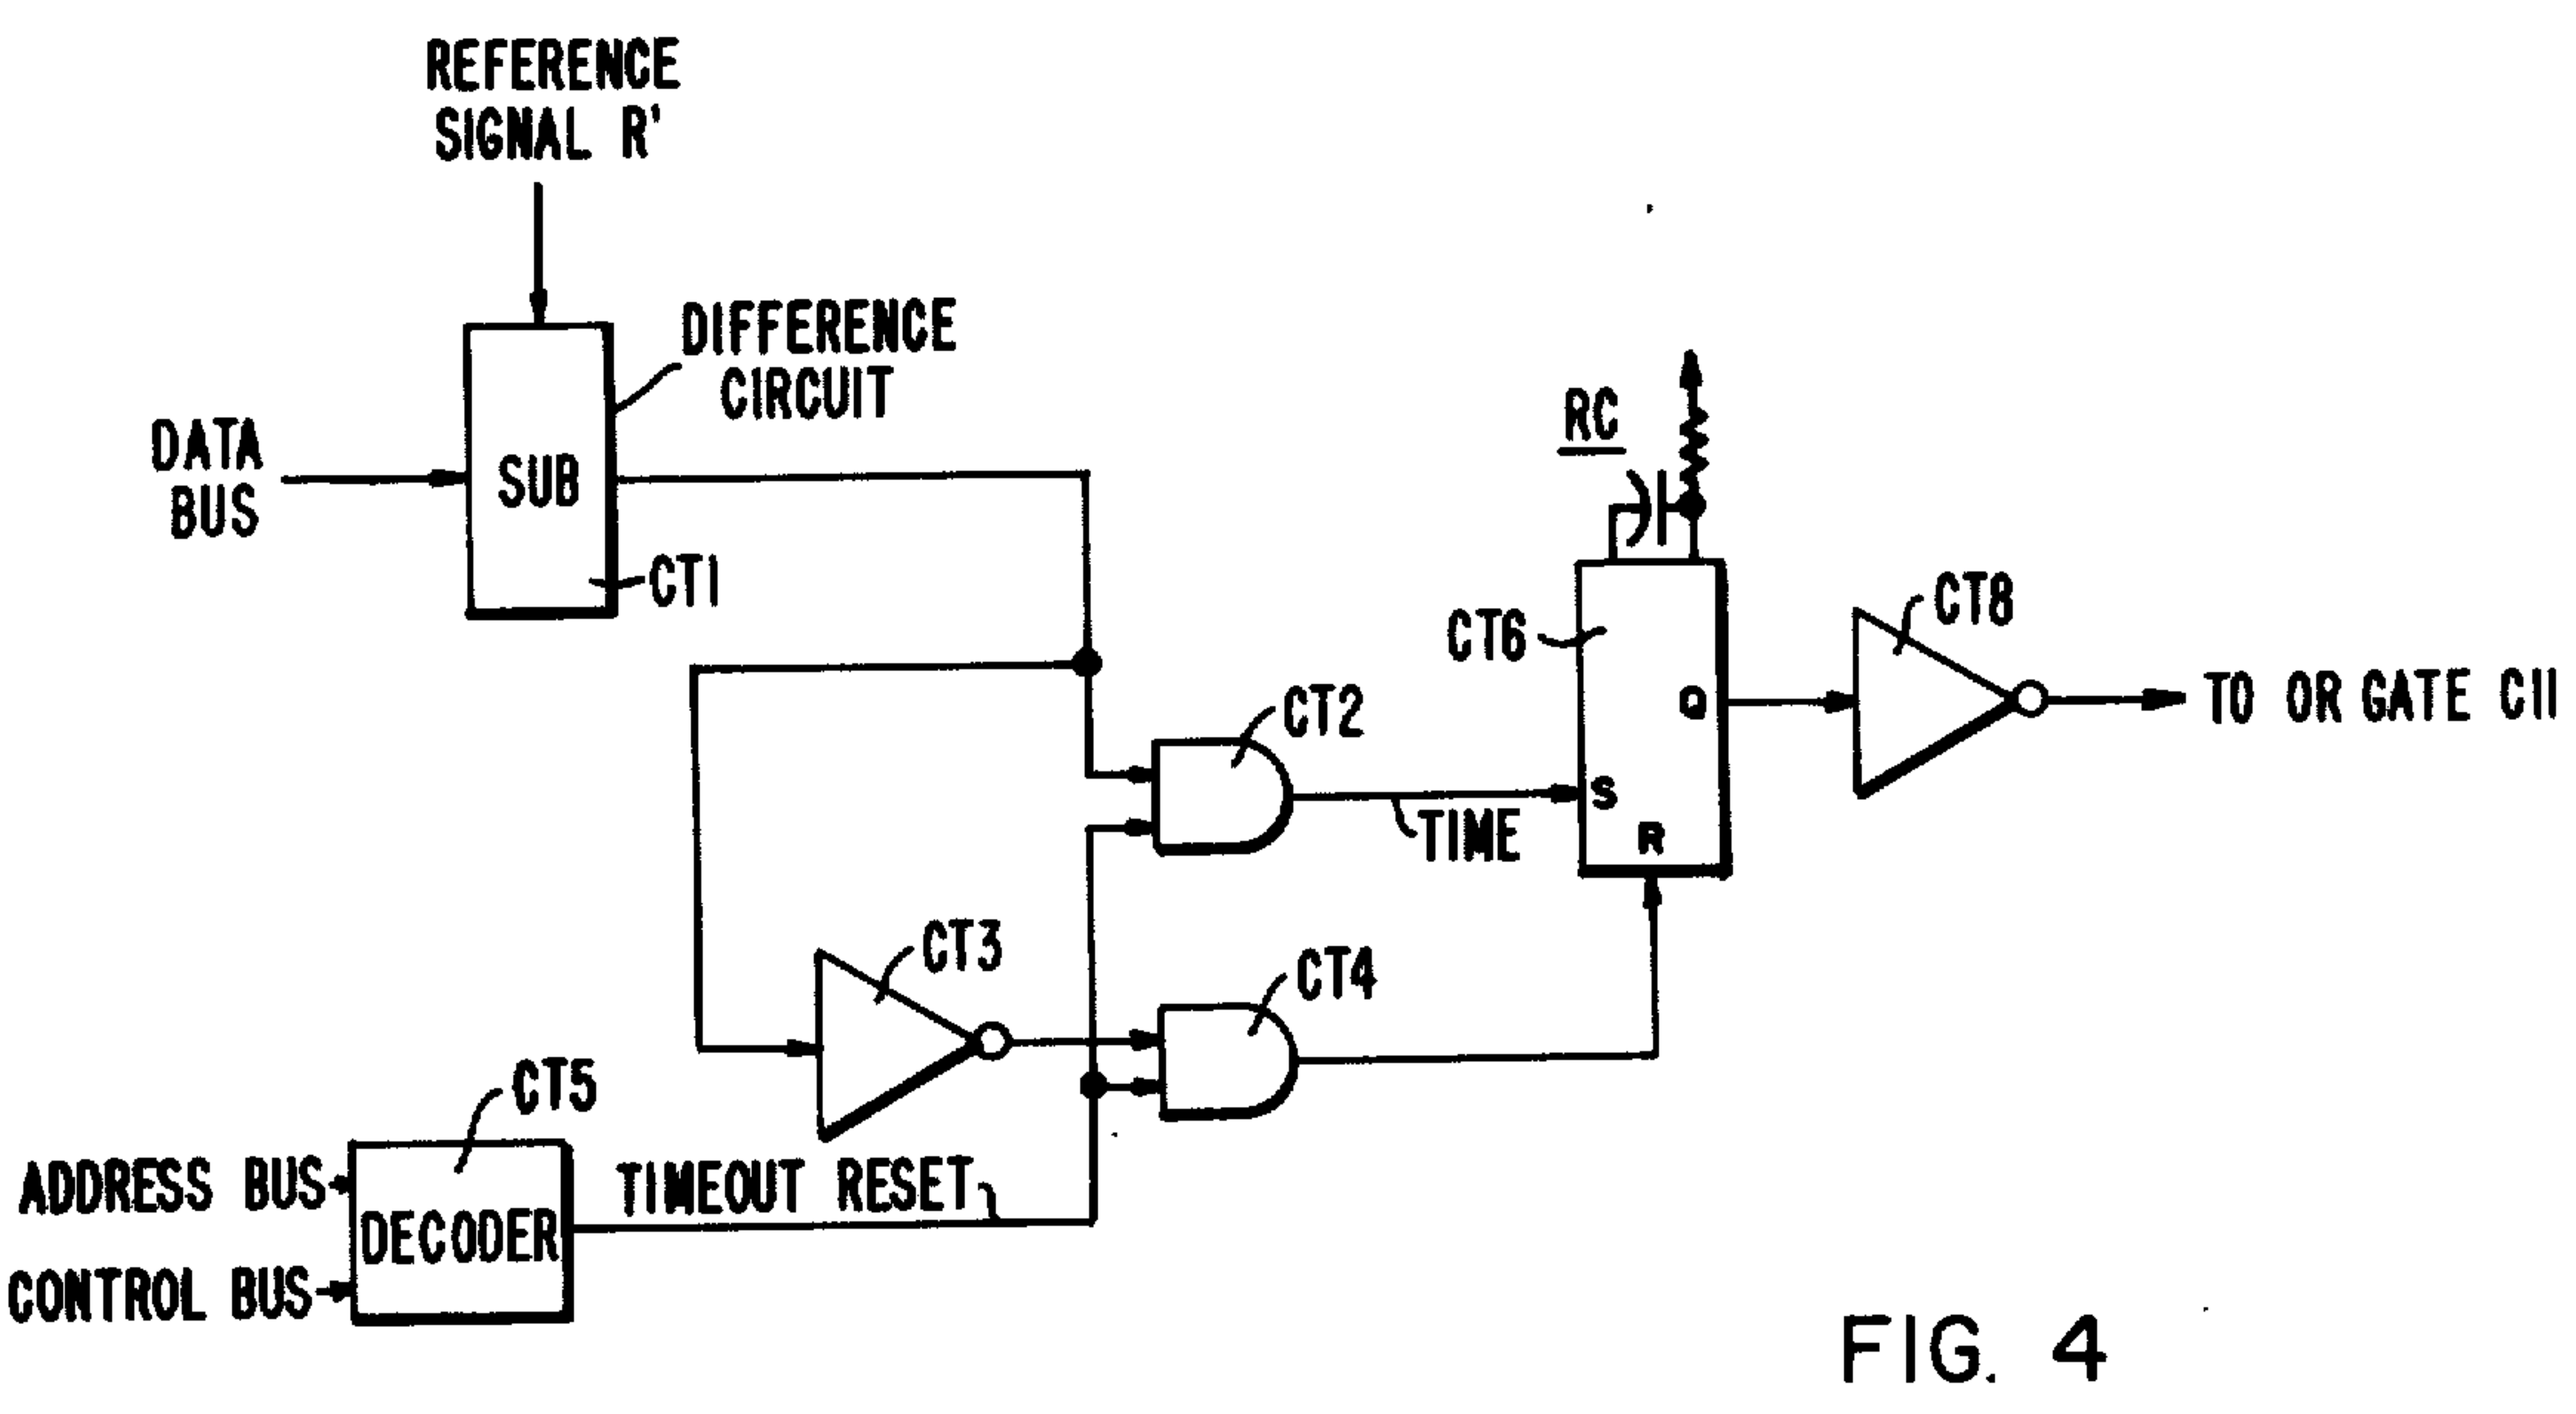 REFERENCE
SIGNAL R'
DIFFERENCE
CIRCUIT
DATA
BUS
SUB
CT1
RC
CT6
CT8
Q
TO OR GATE C11
CT2
S
TIME
R
CT3
CT4
CT5
ADDRESS BUS
TIMEOUT RESET
DECODER
CONTROL BUS
FIG. 4